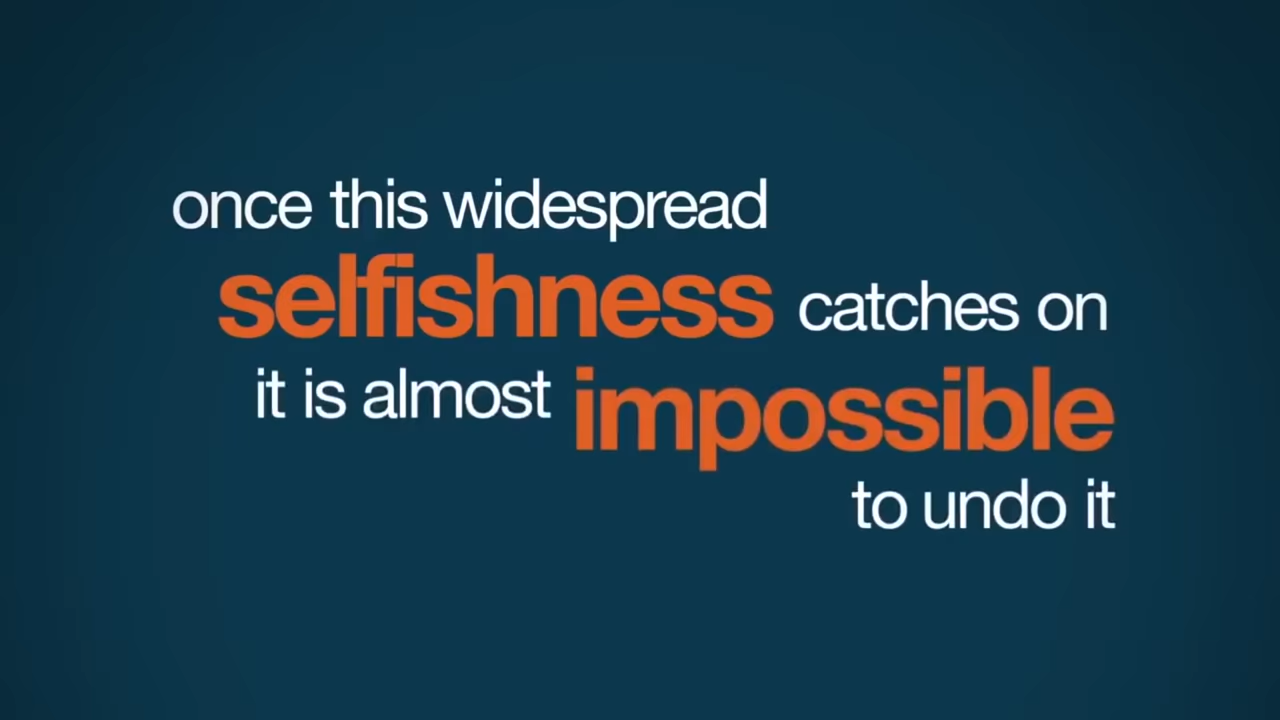 once this widespread
selfishness catches on
it is almost impossible
to undo it